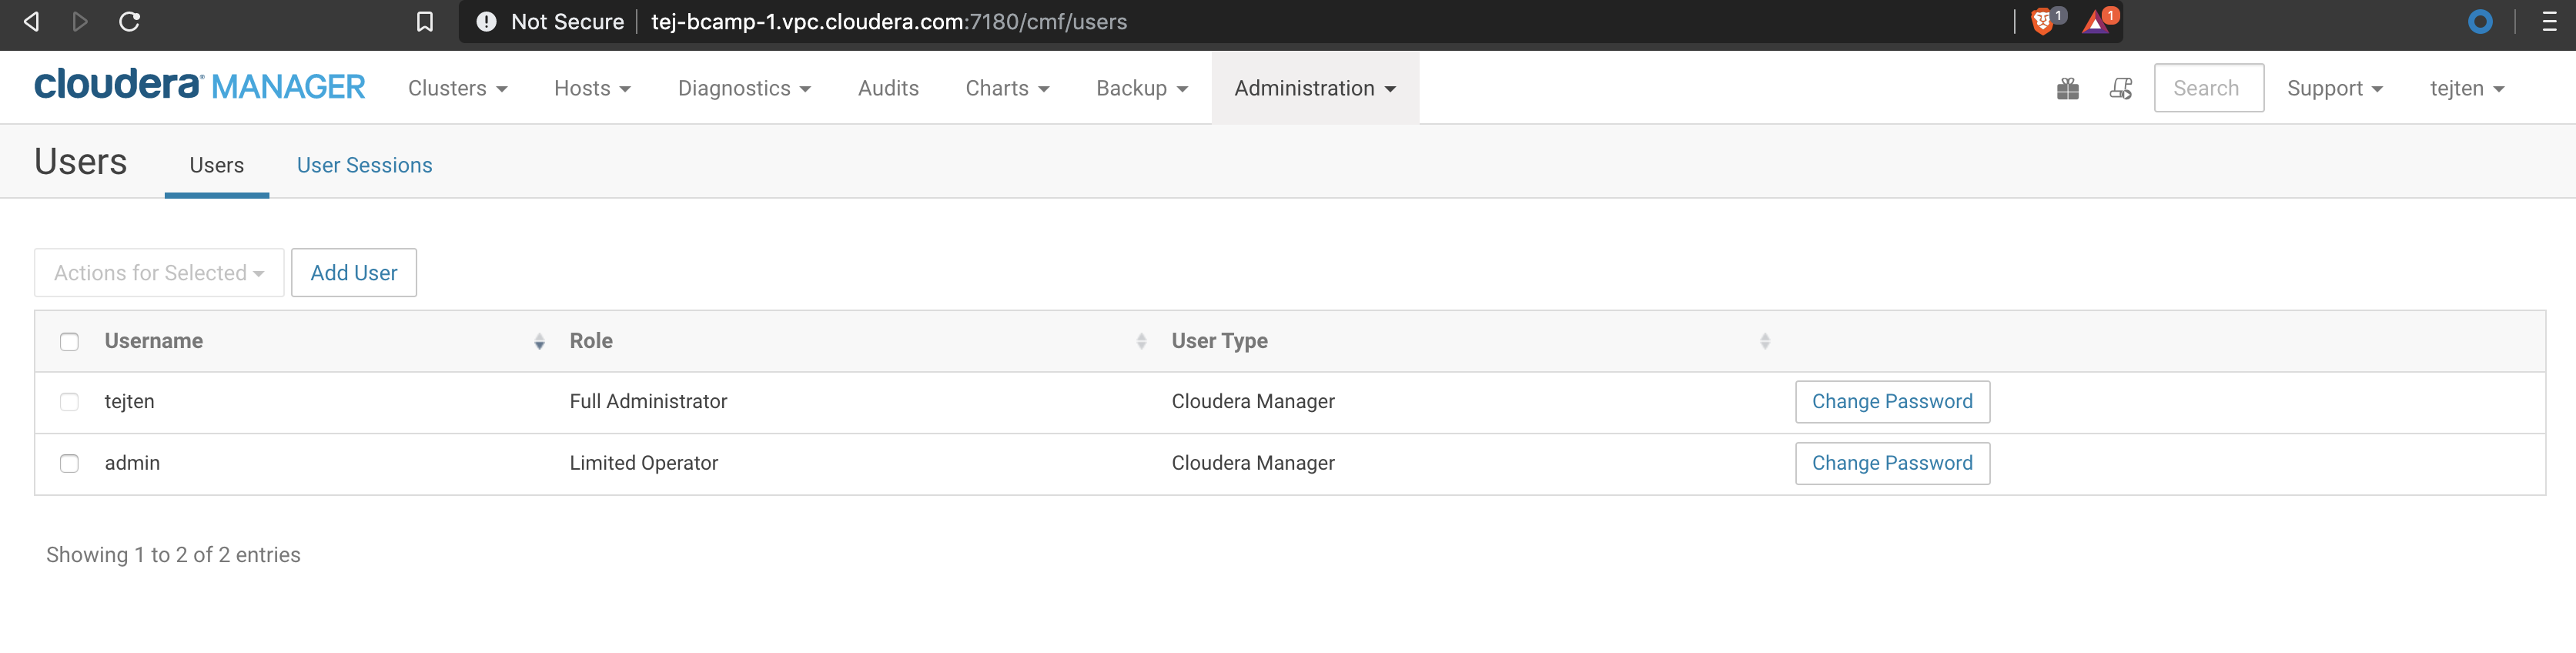 Not Secure tej-bcamp-1.vpc.cloudera.com:7180/cmf/users 1 1
cloudera MANAGER Clusters Hosts Diagnostics Audits Charts Backup Administration Search Support tejten
Users Users User Sessions
Actions for Selected Add User
Username Role User Type
tejten Full Administrator Cloudera Manager Change Password
admin Limited Operator Cloudera Manager Change Password
Showing 1 to 2 of 2 entries